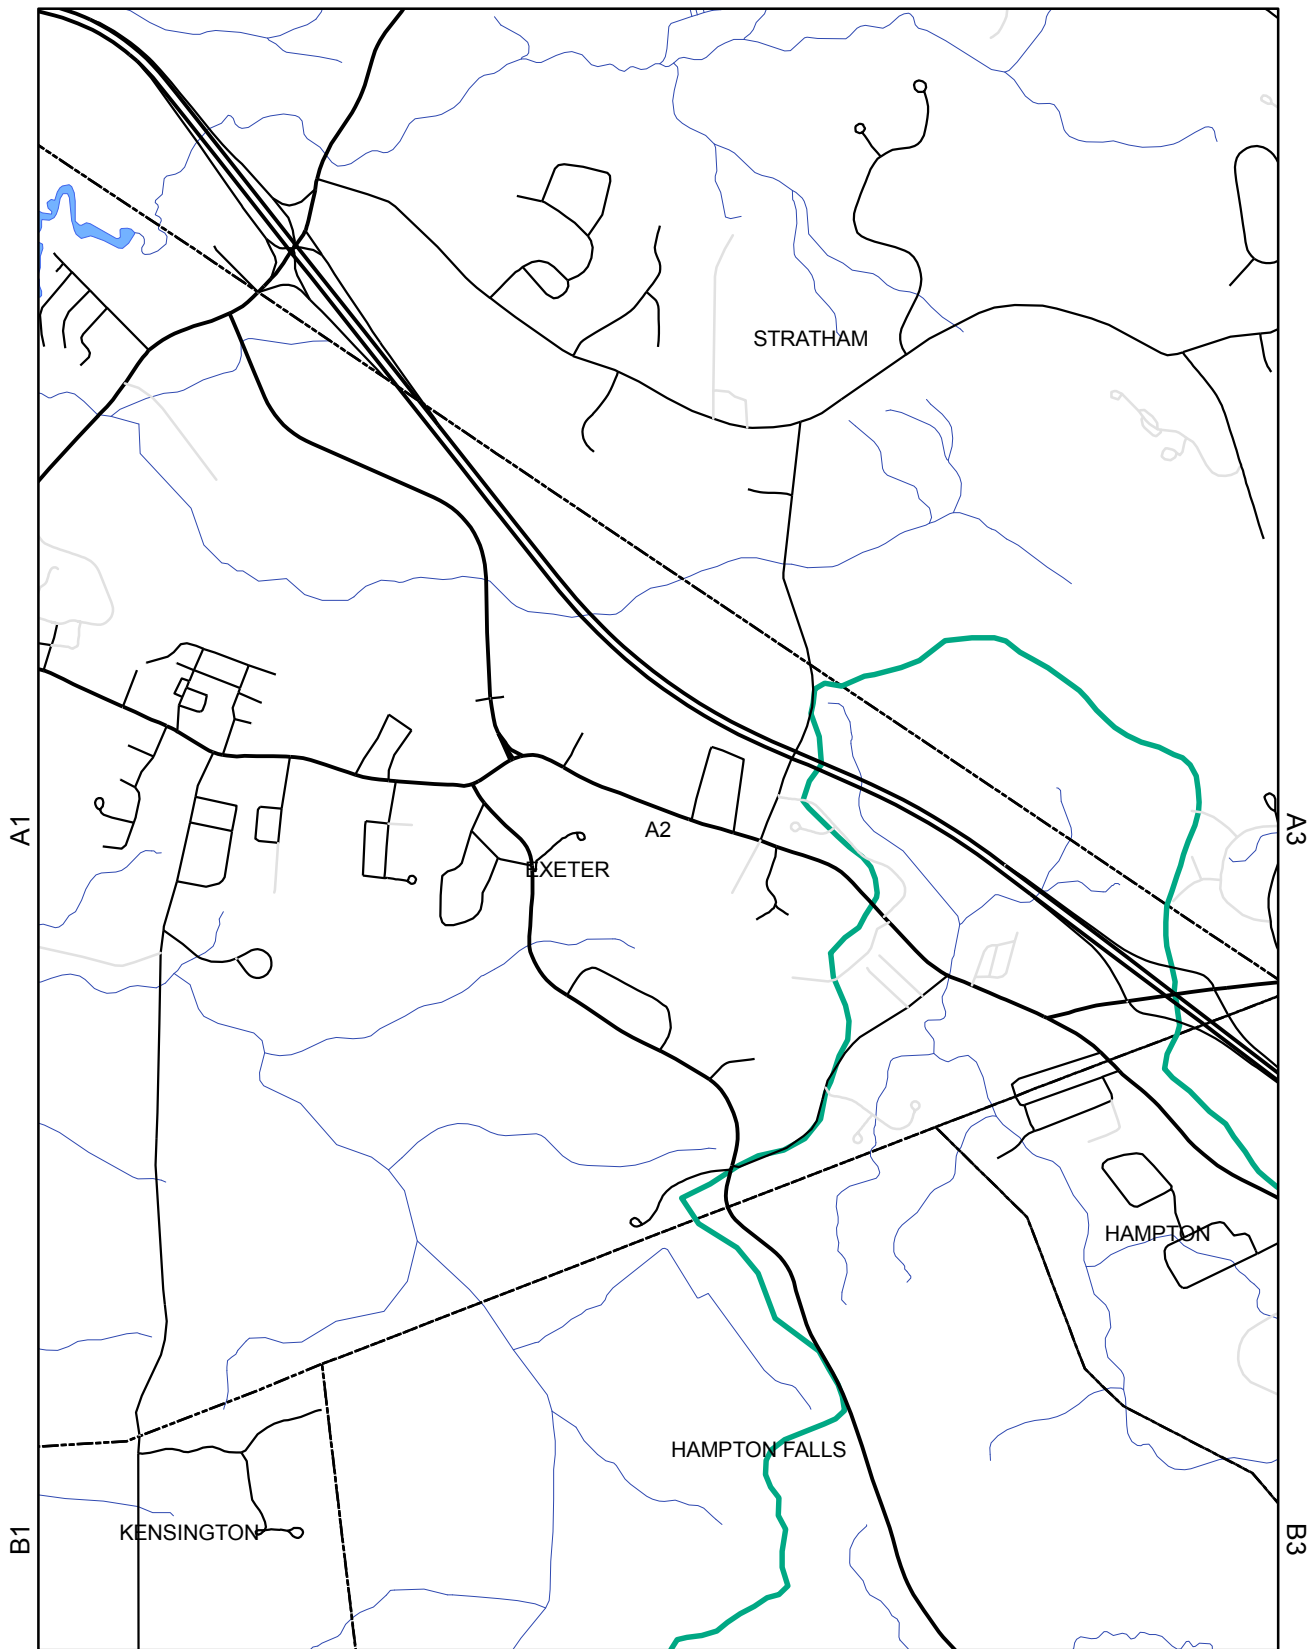 STRATHAM
A1
A2
A3
EXETER
HAMPTON
HAMPTON FALLS
B1
KENSINGTON
B3